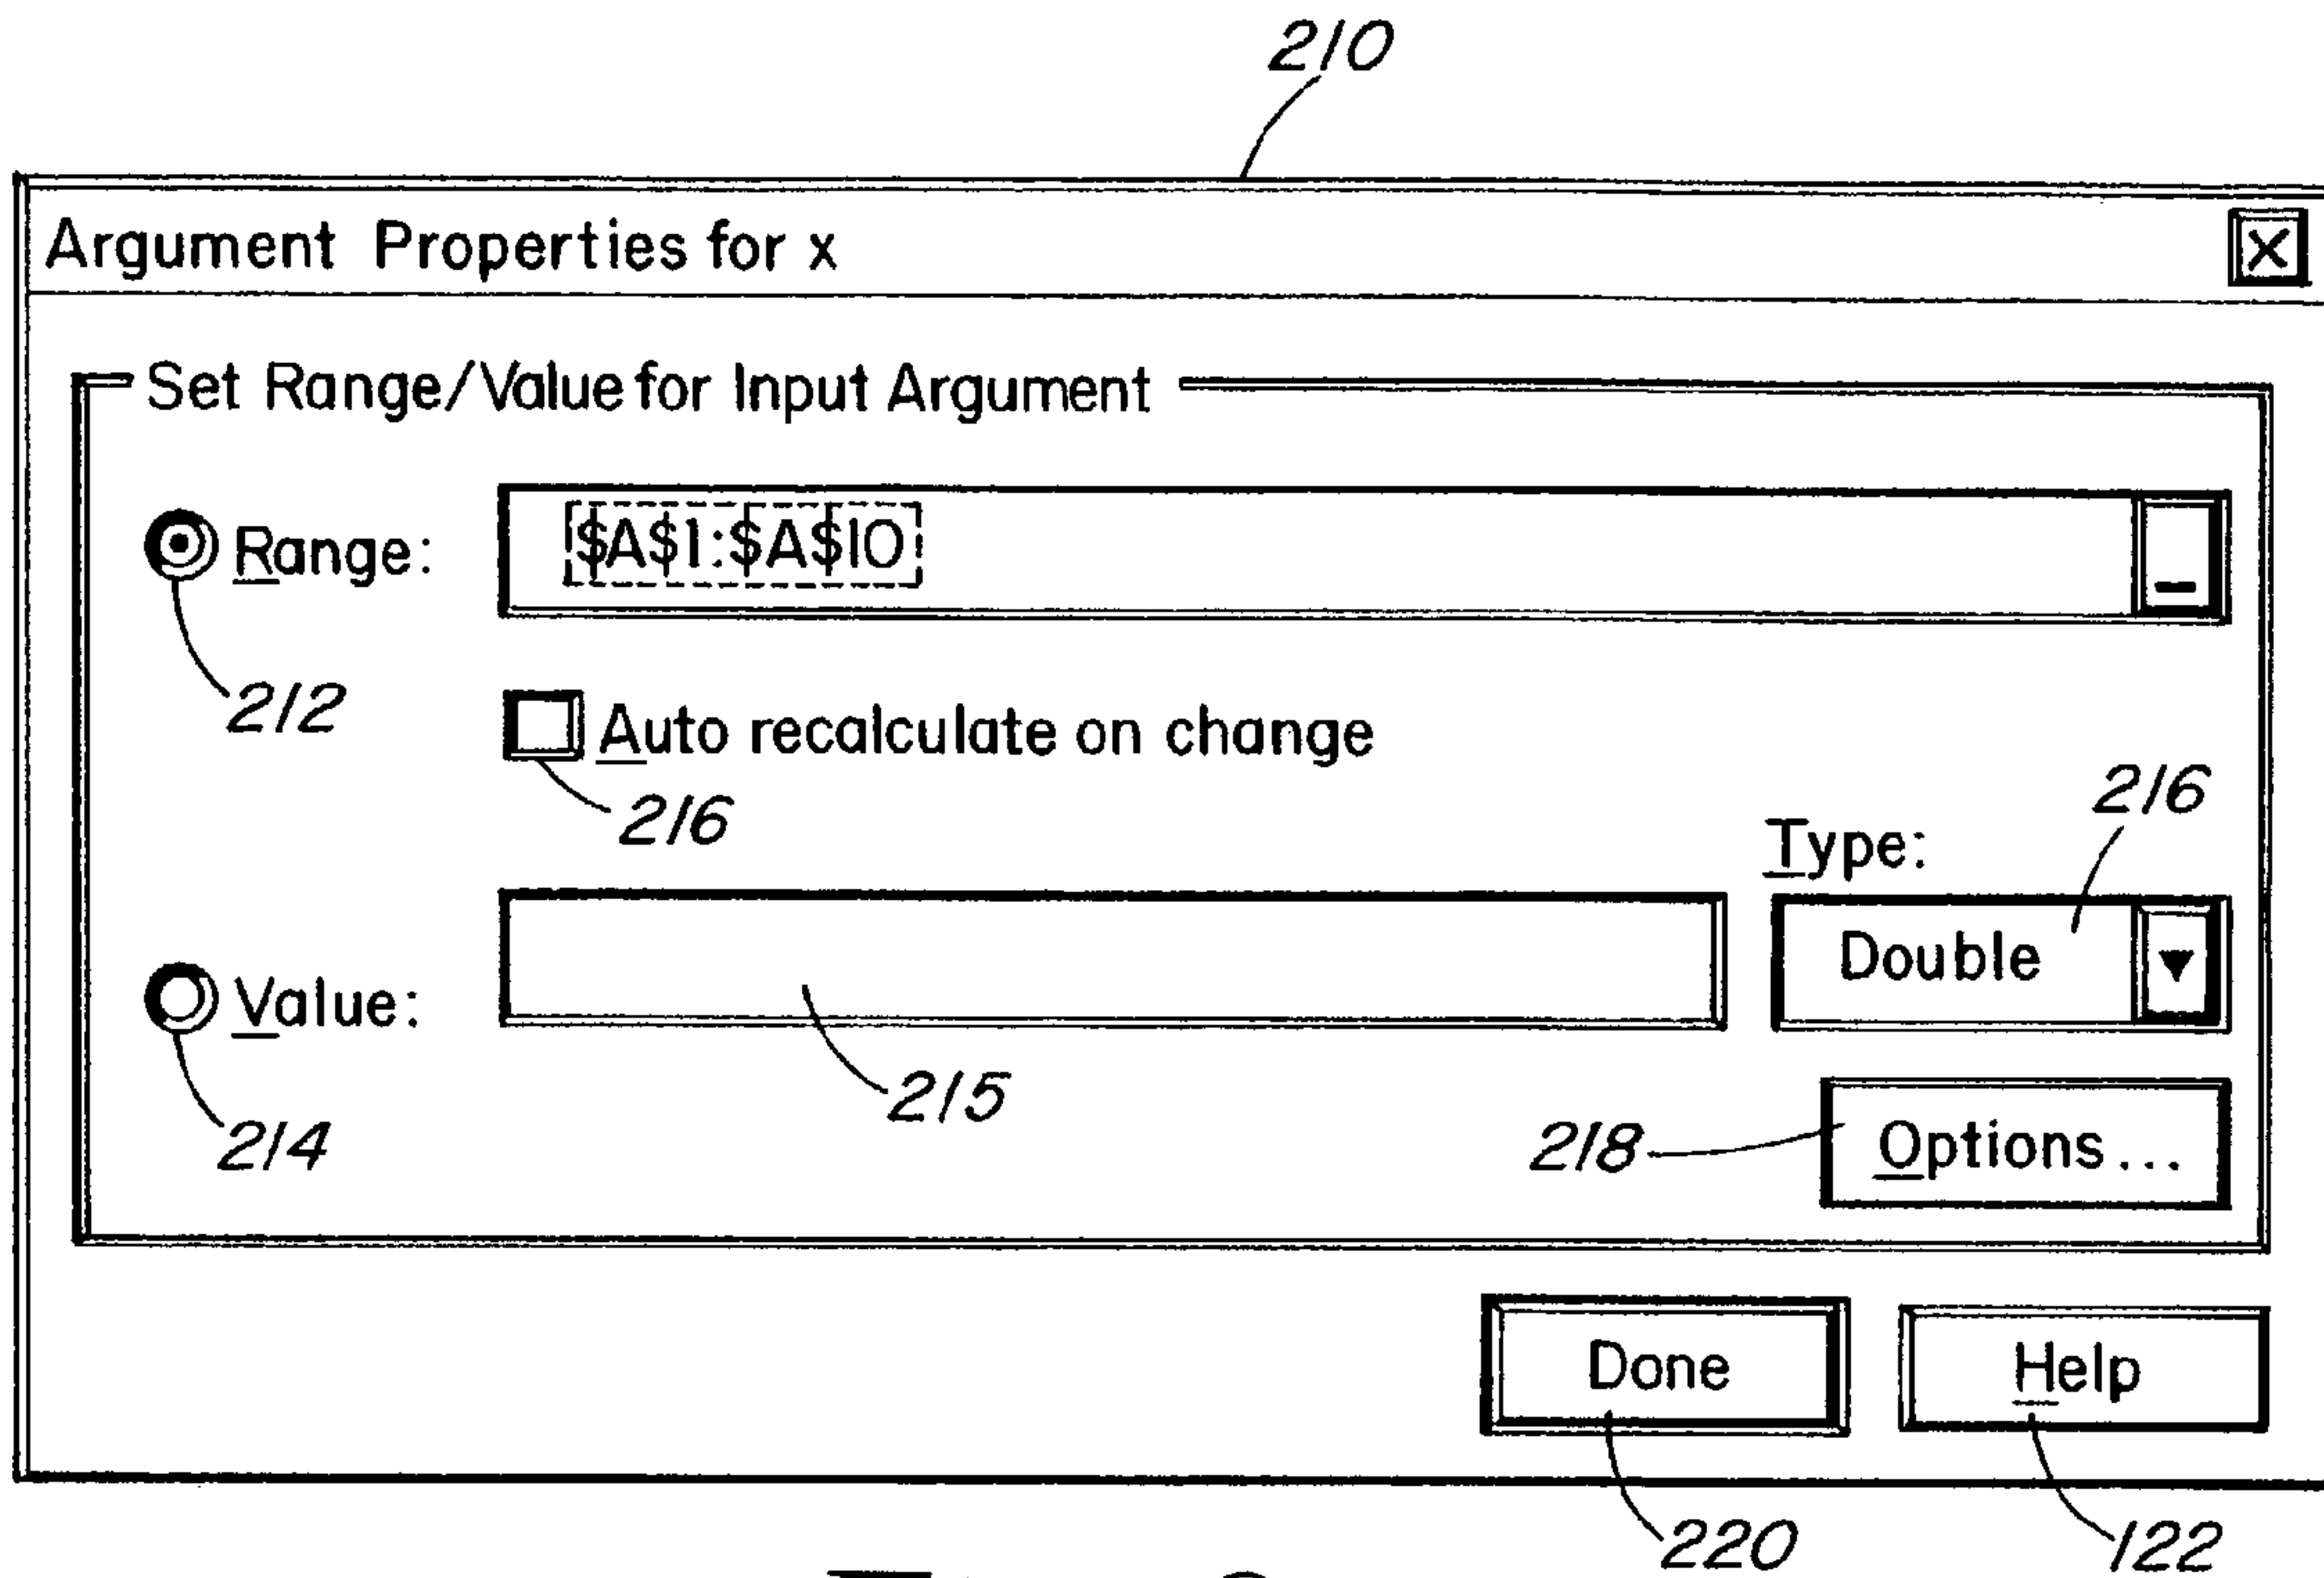 210
Argument Properties for x
X
Set Range/Value for Input Argument
Range: $A$1:$A$10
212
Auto recalculate on change
216
216
Type:
Double
Value:
215
214
218
Options...
Done
Help
220
122